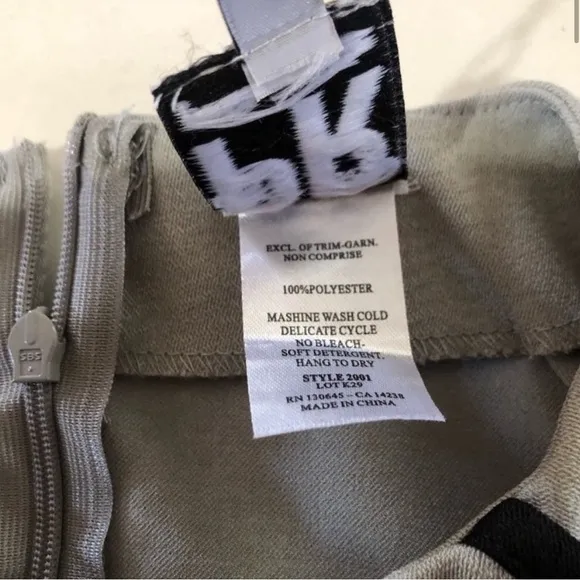 EXCL. OF TRIM-GARN.
NON COMPRISE
100%POLYESTER
MASHINE WASH COLD
DELICATE CYCLE
NO BLEACH-
SOFT DETERGENT.
HANG TO DRY
STYLE 2001
LOT K29
RN 130645 - CA 14238
MADE IN CHINA
SBS